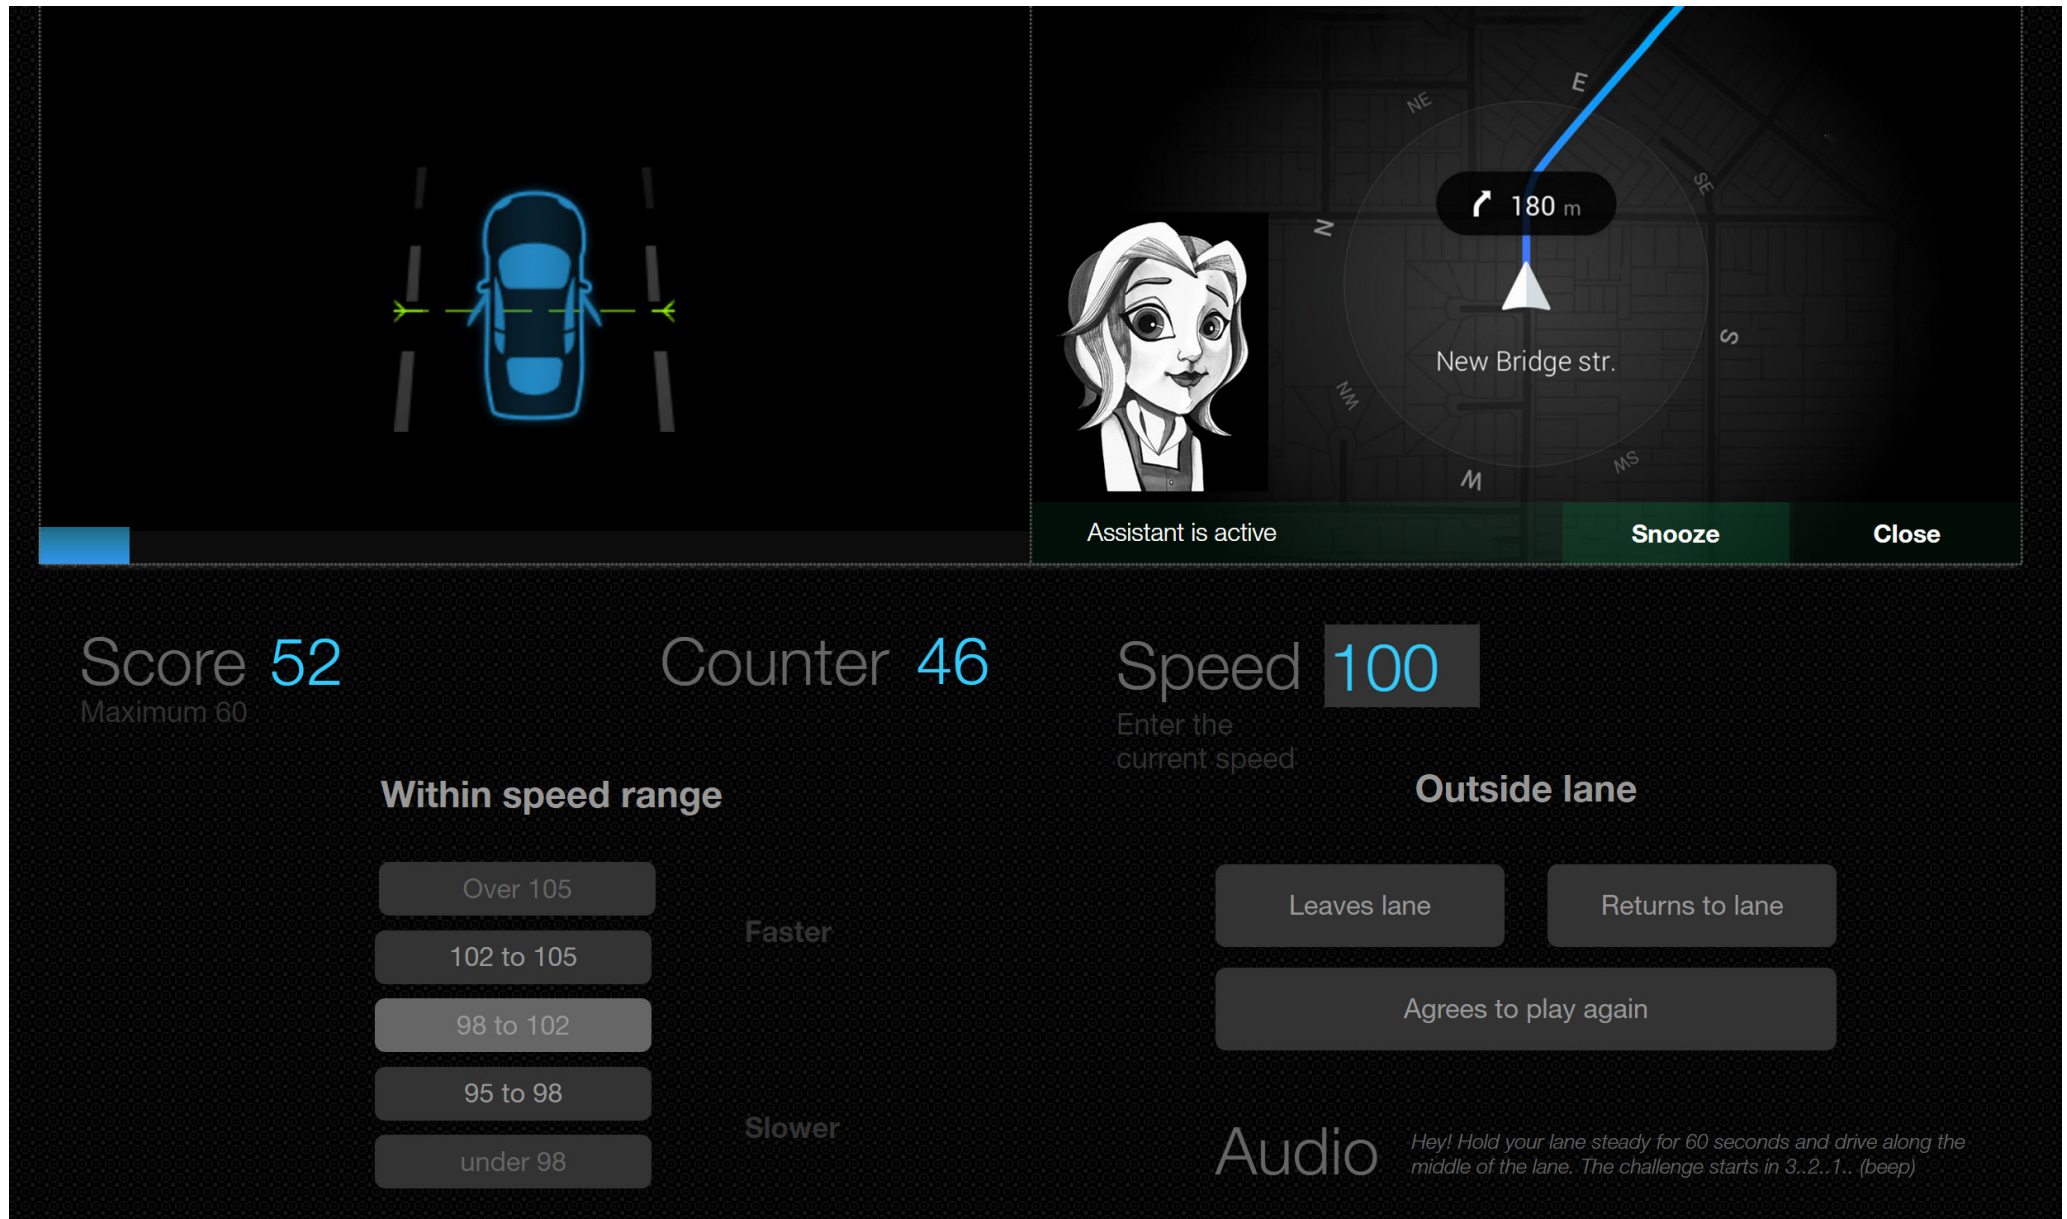 E
NE
SE
180 m
N
S
New Bridge str.
NW
SW
W
Assistant is active
Snooze
Close
Score 52
Maximum 60
Counter 46
Speed 100
Enter the
current speed
Within speed range
Outside lane
Over 105
102 to 105
98 to 102
95 to 98
under 98
Faster
Slower
Leaves lane
Returns to lane
Agrees to play again
Audio
Hey! Hold your lane steady for 60 seconds and drive along the
middle of the lane. The challenge starts in 3..2..1.. (beep)